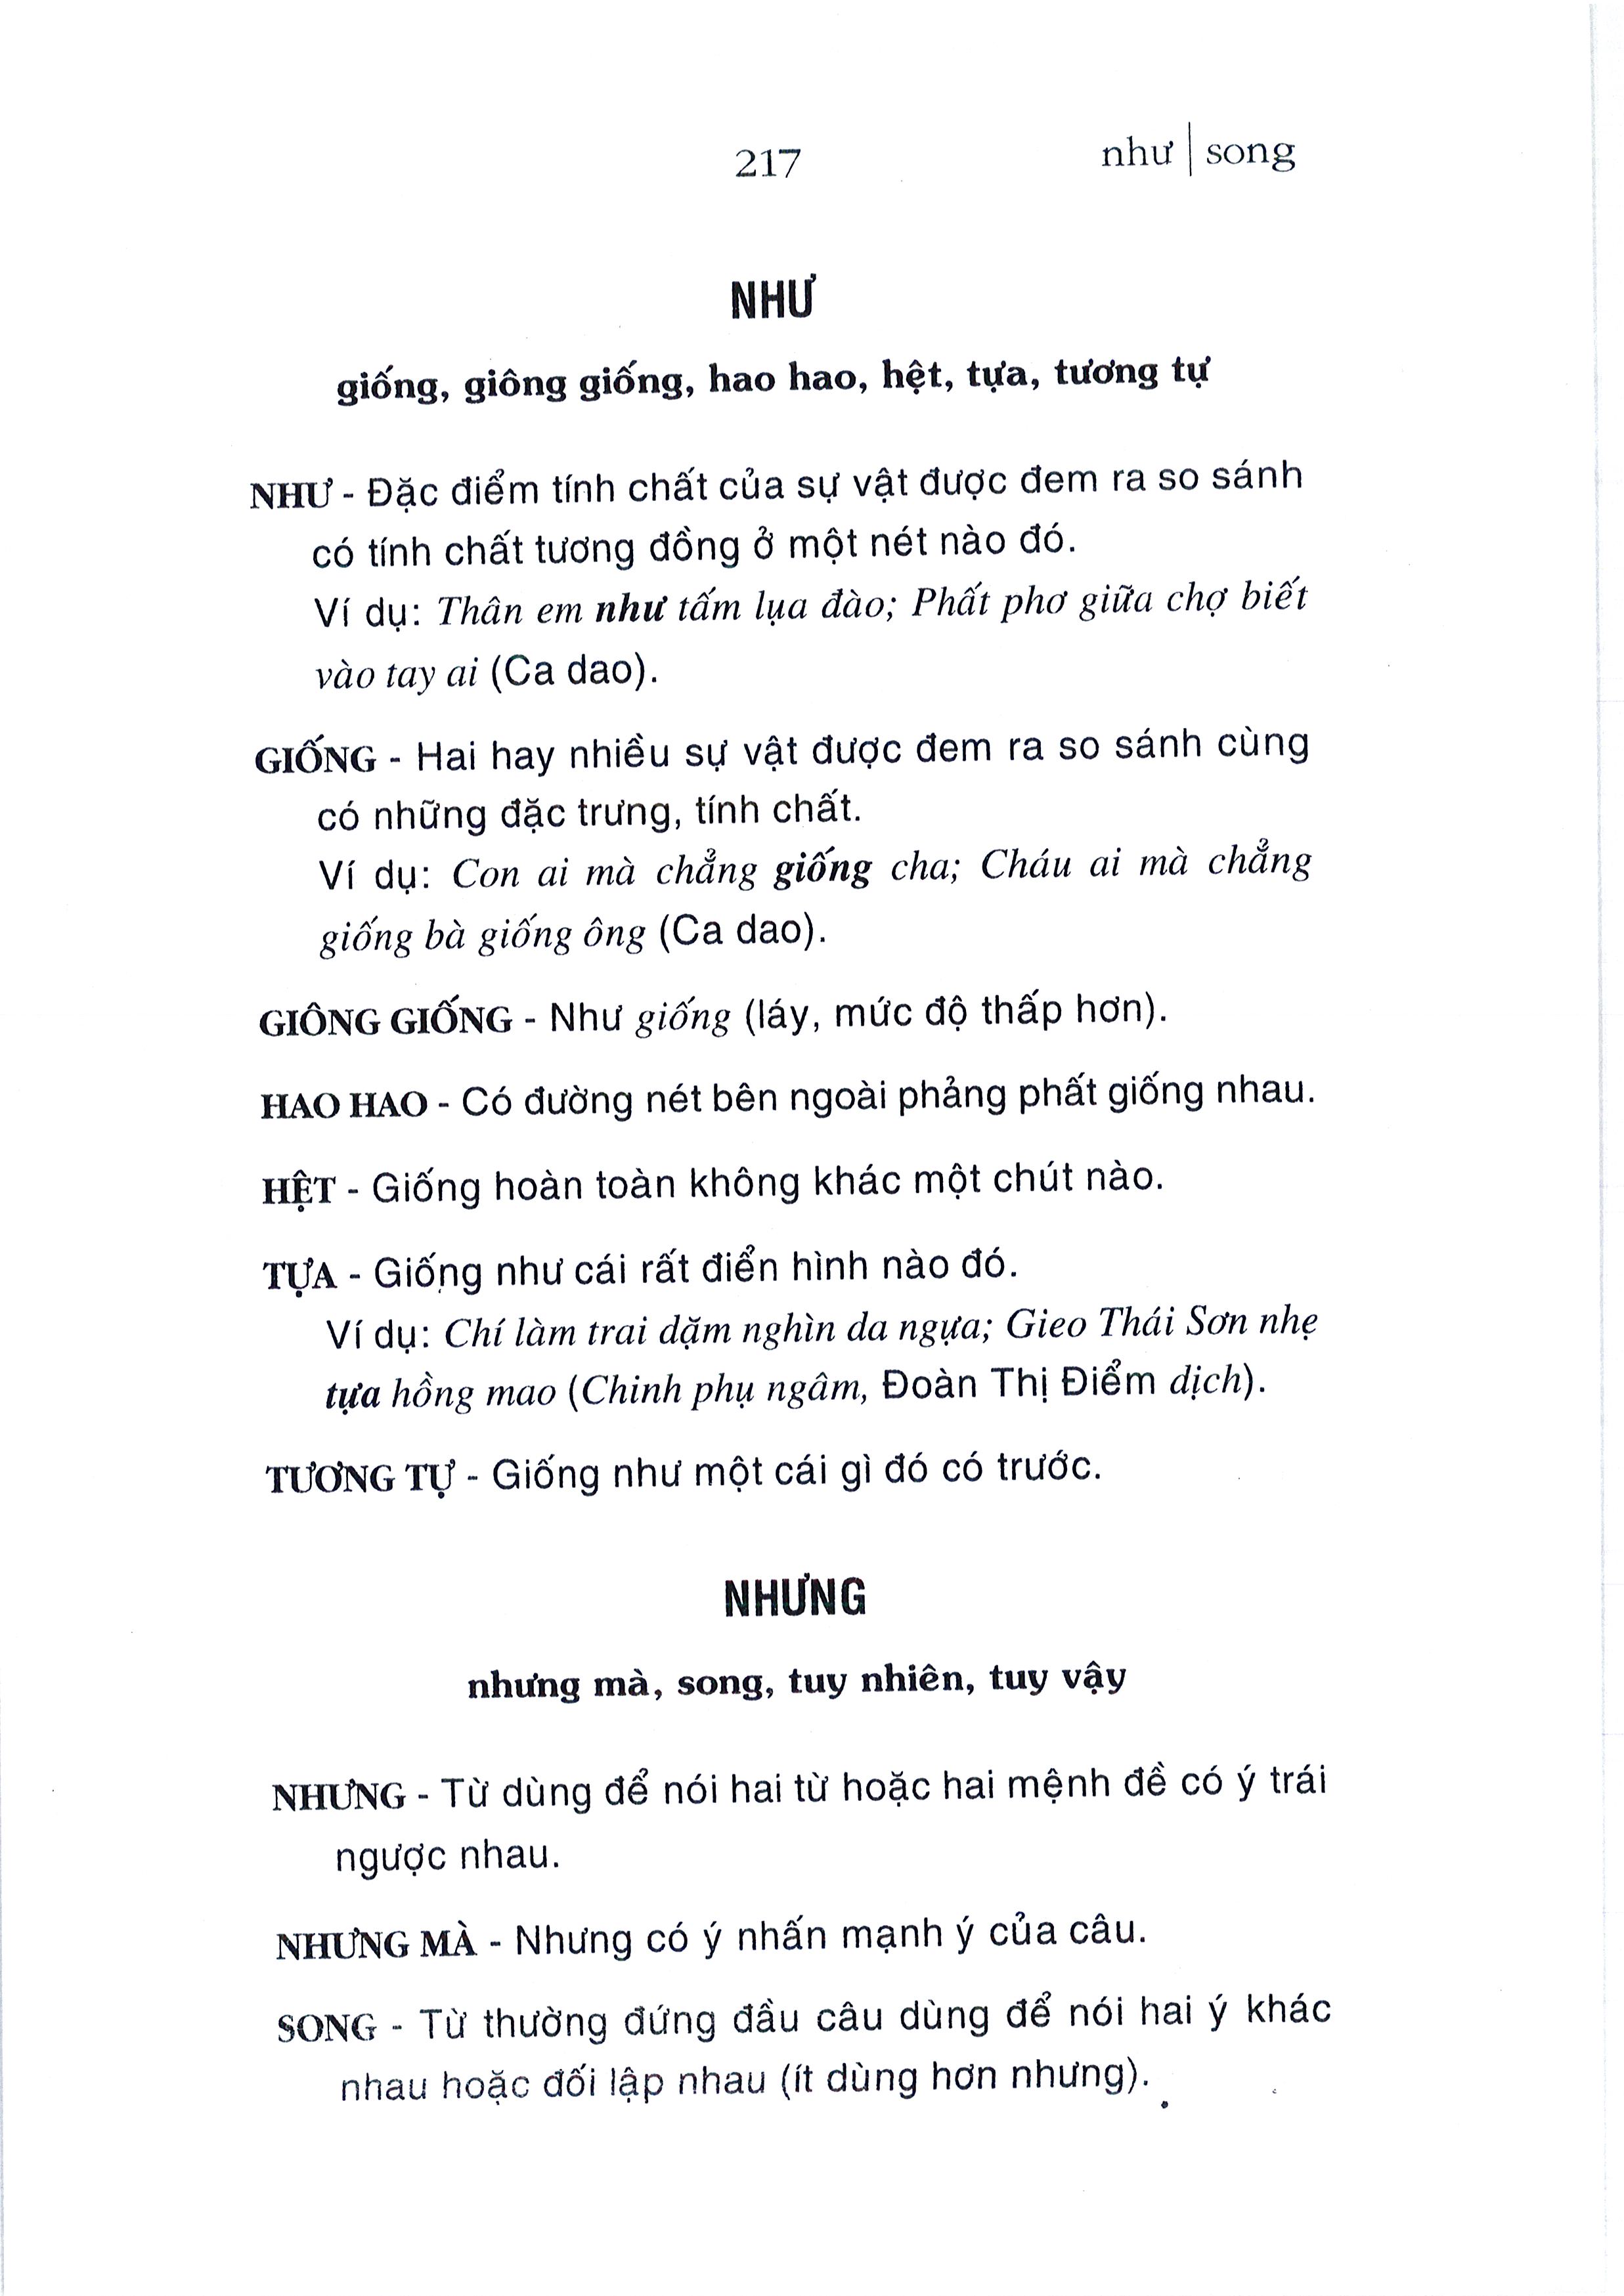 217
như | song
NHƯ
giống, giông giống, hao hao, hệt, tựa, tương tự
NHƯ - Đặc điểm tính chất của sự vật được đem ra so sánh
có tính chất tương đồng ở một nét nào đó.
Ví dụ: Thân em như tấm lụa đào; Phất phơ giữa chợ biết
vào tay ai (Ca dao).
GIỐNG - Hai hay nhiều sự vật được đem ra so sánh cùng
có những đặc trưng, tính chất.
Ví dụ: Con ai mà chẳng giống cha; Cháu ai mà chẳng
giống bà giống ông (Ca dao).
GIÔNG GIỐNG - Như giống (láy, mức độ thấp hơn).
HAO HAO - Có đường nét bên ngoài phảng phất giống nhau.
HỆT - Giống hoàn toàn không khác một chút nào.
TỰA - Giống như cái rất điển hình nào đó.
Ví dụ: Chí làm trai dặm nghìn da ngựa; Gieo Thái Sơn nhẹ
tựa hồng mao (Chinh phụ ngâm, Đoàn Thị Điểm dịch).
TƯƠNG TỰ - Giống như một cái gì đó có trước.
NHƯNG
nhưng mà, song, tuy nhiên, tuy vậy
NHƯNG - Từ dùng để nói hai từ hoặc hai mệnh đề có ý trái
ngược nhau.
NHƯNG MÀ - Nhưng có ý nhấn mạnh ý của câu.
SONG - Từ thường đứng đầu câu dùng để nói hai ý khác
nhau hoặc đối lập nhau (ít dùng hơn nhưng).